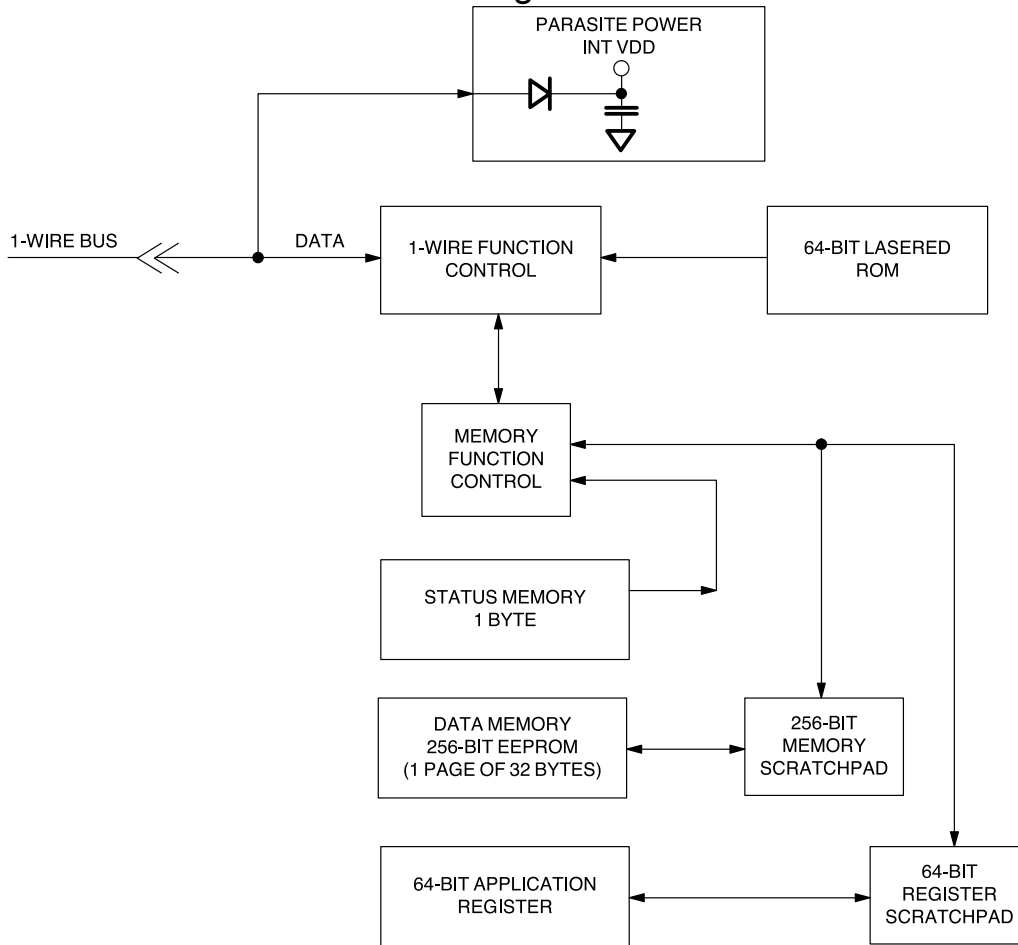 PARASITE POWER
INT VDD
1-WIRE BUS
DATA
1-WIRE FUNCTION
CONTROL
64-BIT LASERED
ROM
MEMORY
FUNCTION
CONTROL
STATUS MEMORY
1 BYTE
DATA MEMORY
256-BIT EEPROM
(1 PAGE OF 32 BYTES)
256-BIT
MEMORY
SCRATCHPAD
64-BIT APPLICATION
REGISTER
64-BIT
REGISTER
SCRATCHPAD